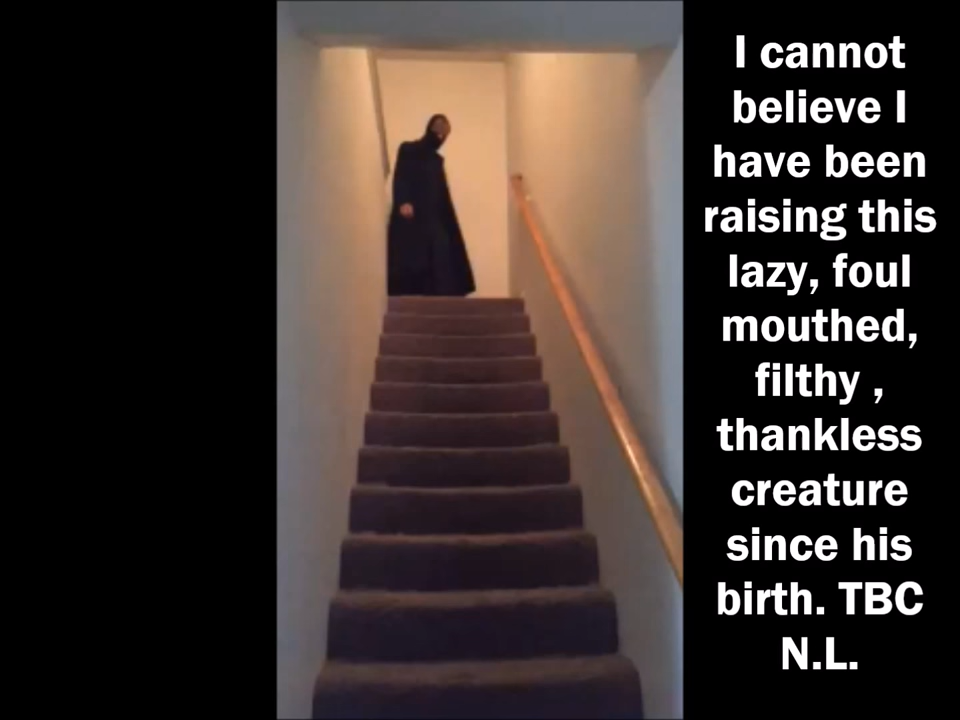 I cannot
believe I
have been
raising this
lazy, foul
mouthed,
filthy ,
thankless
creature
since his
birth. TBC
N.L.